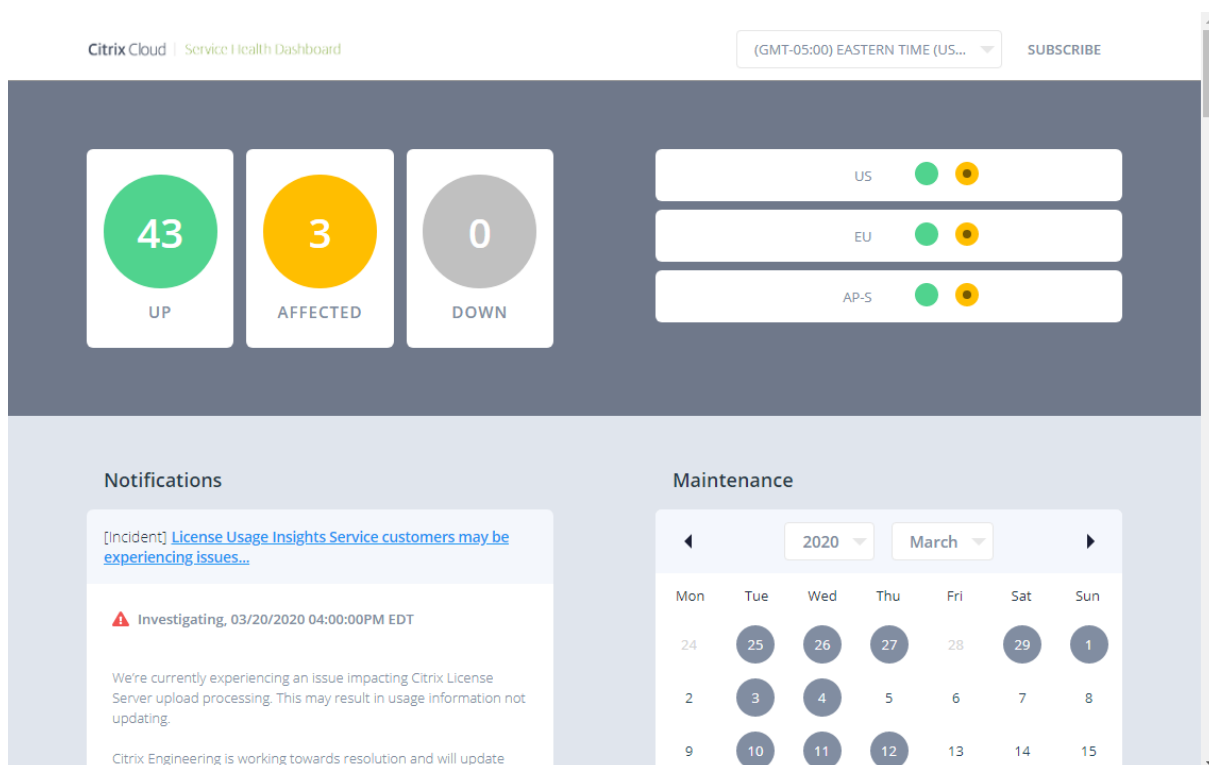 Citrix Cloud | Service Health Dashboard
(GMT-05:00) EASTERN TIME (US...
SUBSCRIBE
43
UP
3
AFFECTED
0
DOWN
US
EU
AP-S
Notifications
[Incident] License Usage Insights Service customers may be
experiencing issues...
Investigating, 03/20/2020 04:00:00PM EDT
We're currently experiencing an issue impacting Citrix License
Server upload processing. This may result in usage information not
updating.
Citrix Engineering is working towards resolution and will update
Maintenance
2020 March
Mon Tue Wed Thu Fri Sat Sun
24 25 26 27 28 29 1
2 3 4 5 6 7 8
9 10 11 12 13 14 15